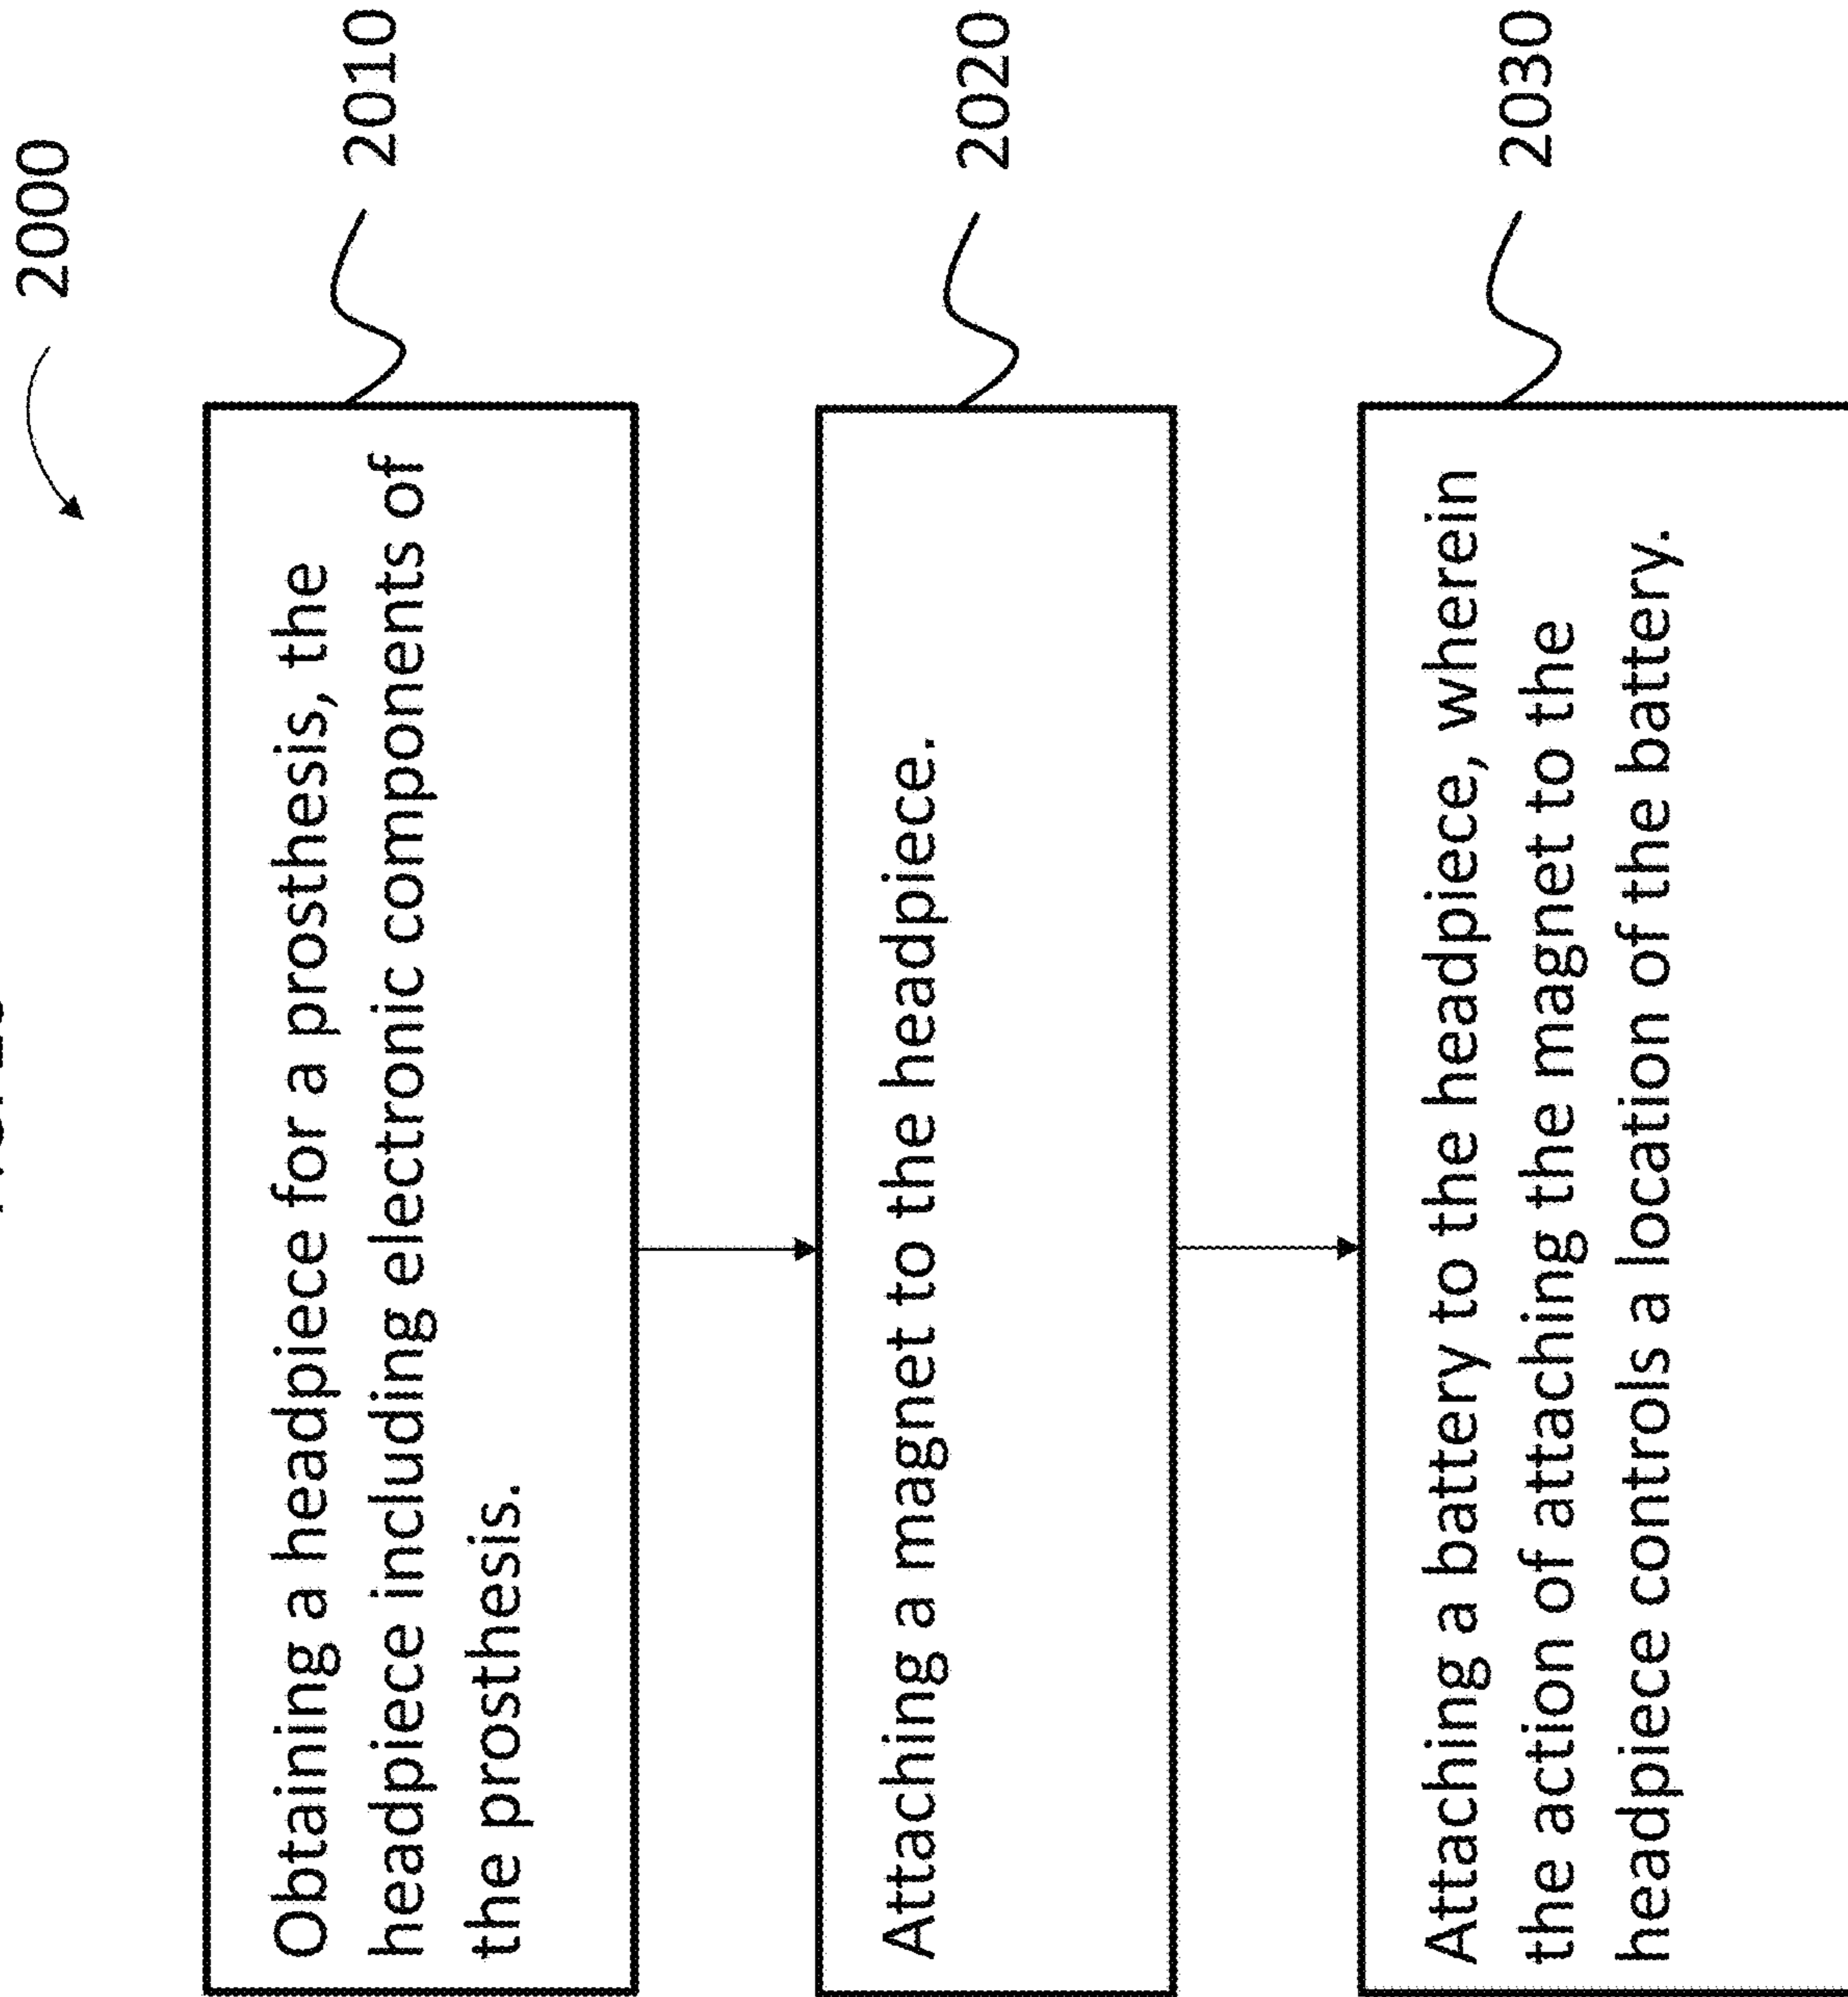 2000
Obtaining a headpiece for a prosthesis, the
headpiece including electronic components of
the prosthesis.
2010
Attaching a magnet to the headpiece.
2020
Attaching a battery to the headpiece, wherein
the action of attaching the magnet to the
headpiece controls a location of the battery.
2030